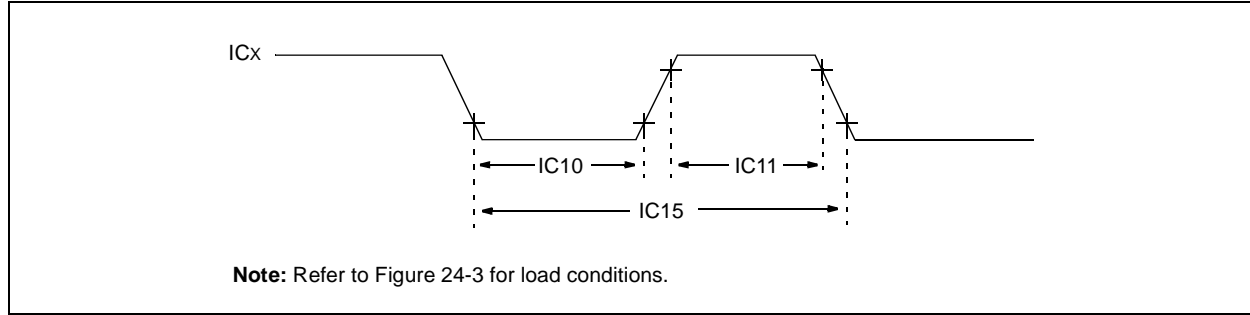 ICX
IC10
IC11
IC15
Note: Refer to Figure 24-3 for load conditions.